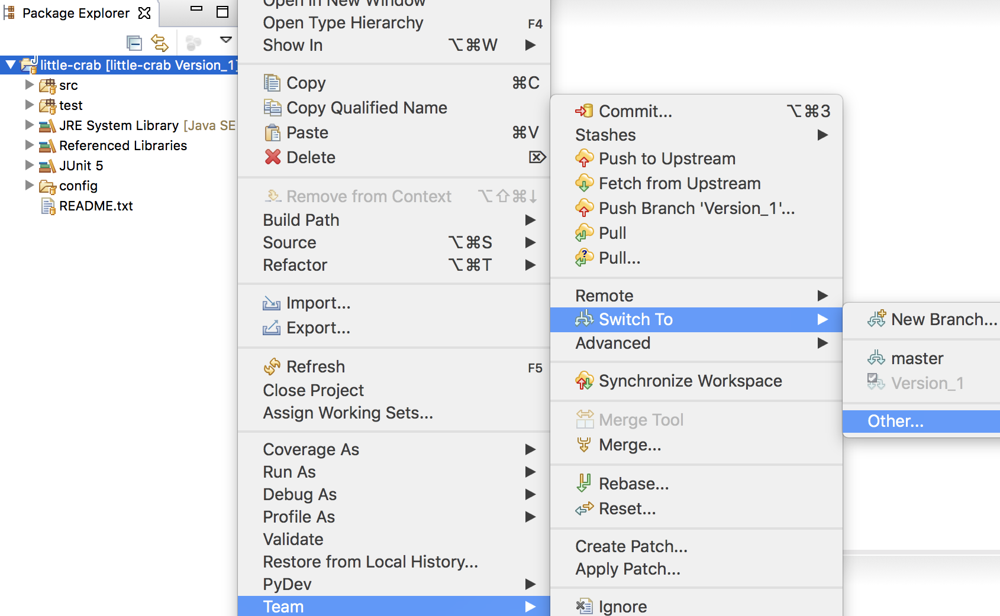 Package Explorer
little-crab [little-crab Version_1]
src
test
JRE System Library [Java SE
Referenced Libraries
JUnit 5
config
README.txt
Open in New Window
Open Type Hierarchy F4
Show In ⌥⌘W
Copy ⌘C
Copy Qualified Name
Paste ⌘V
Delete ⌦
Remove from Context ⌥⇧⌘↓
Build Path
Source ⌥⌘S
Refactor ⌥⌘T
Import...
Export...
Refresh F5
Close Project
Assign Working Sets...
Coverage As
Run As
Debug As
Profile As
Validate
Restore from Local History...
PyDev
Team
Commit... ⌥⌘3
Stashes
Push to Upstream
Fetch from Upstream
Push Branch 'Version_1'...
Pull
Pull...
Remote
Switch To
Advanced
Synchronize Workspace
Merge Tool
Merge...
Rebase...
Reset...
Create Patch...
Apply Patch...
Ignore
New Branch...
master
Version_1
Other...